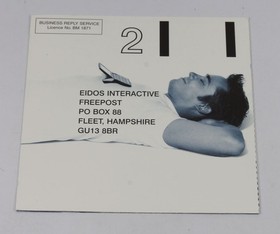 BUSINESS REPLY SERVICE
Licence No. BM 1871
2
EIDOS INTERACTIVE
FREEPOST
PO BOX 88
FLEET, HAMPSHIRE
GU13 8BR